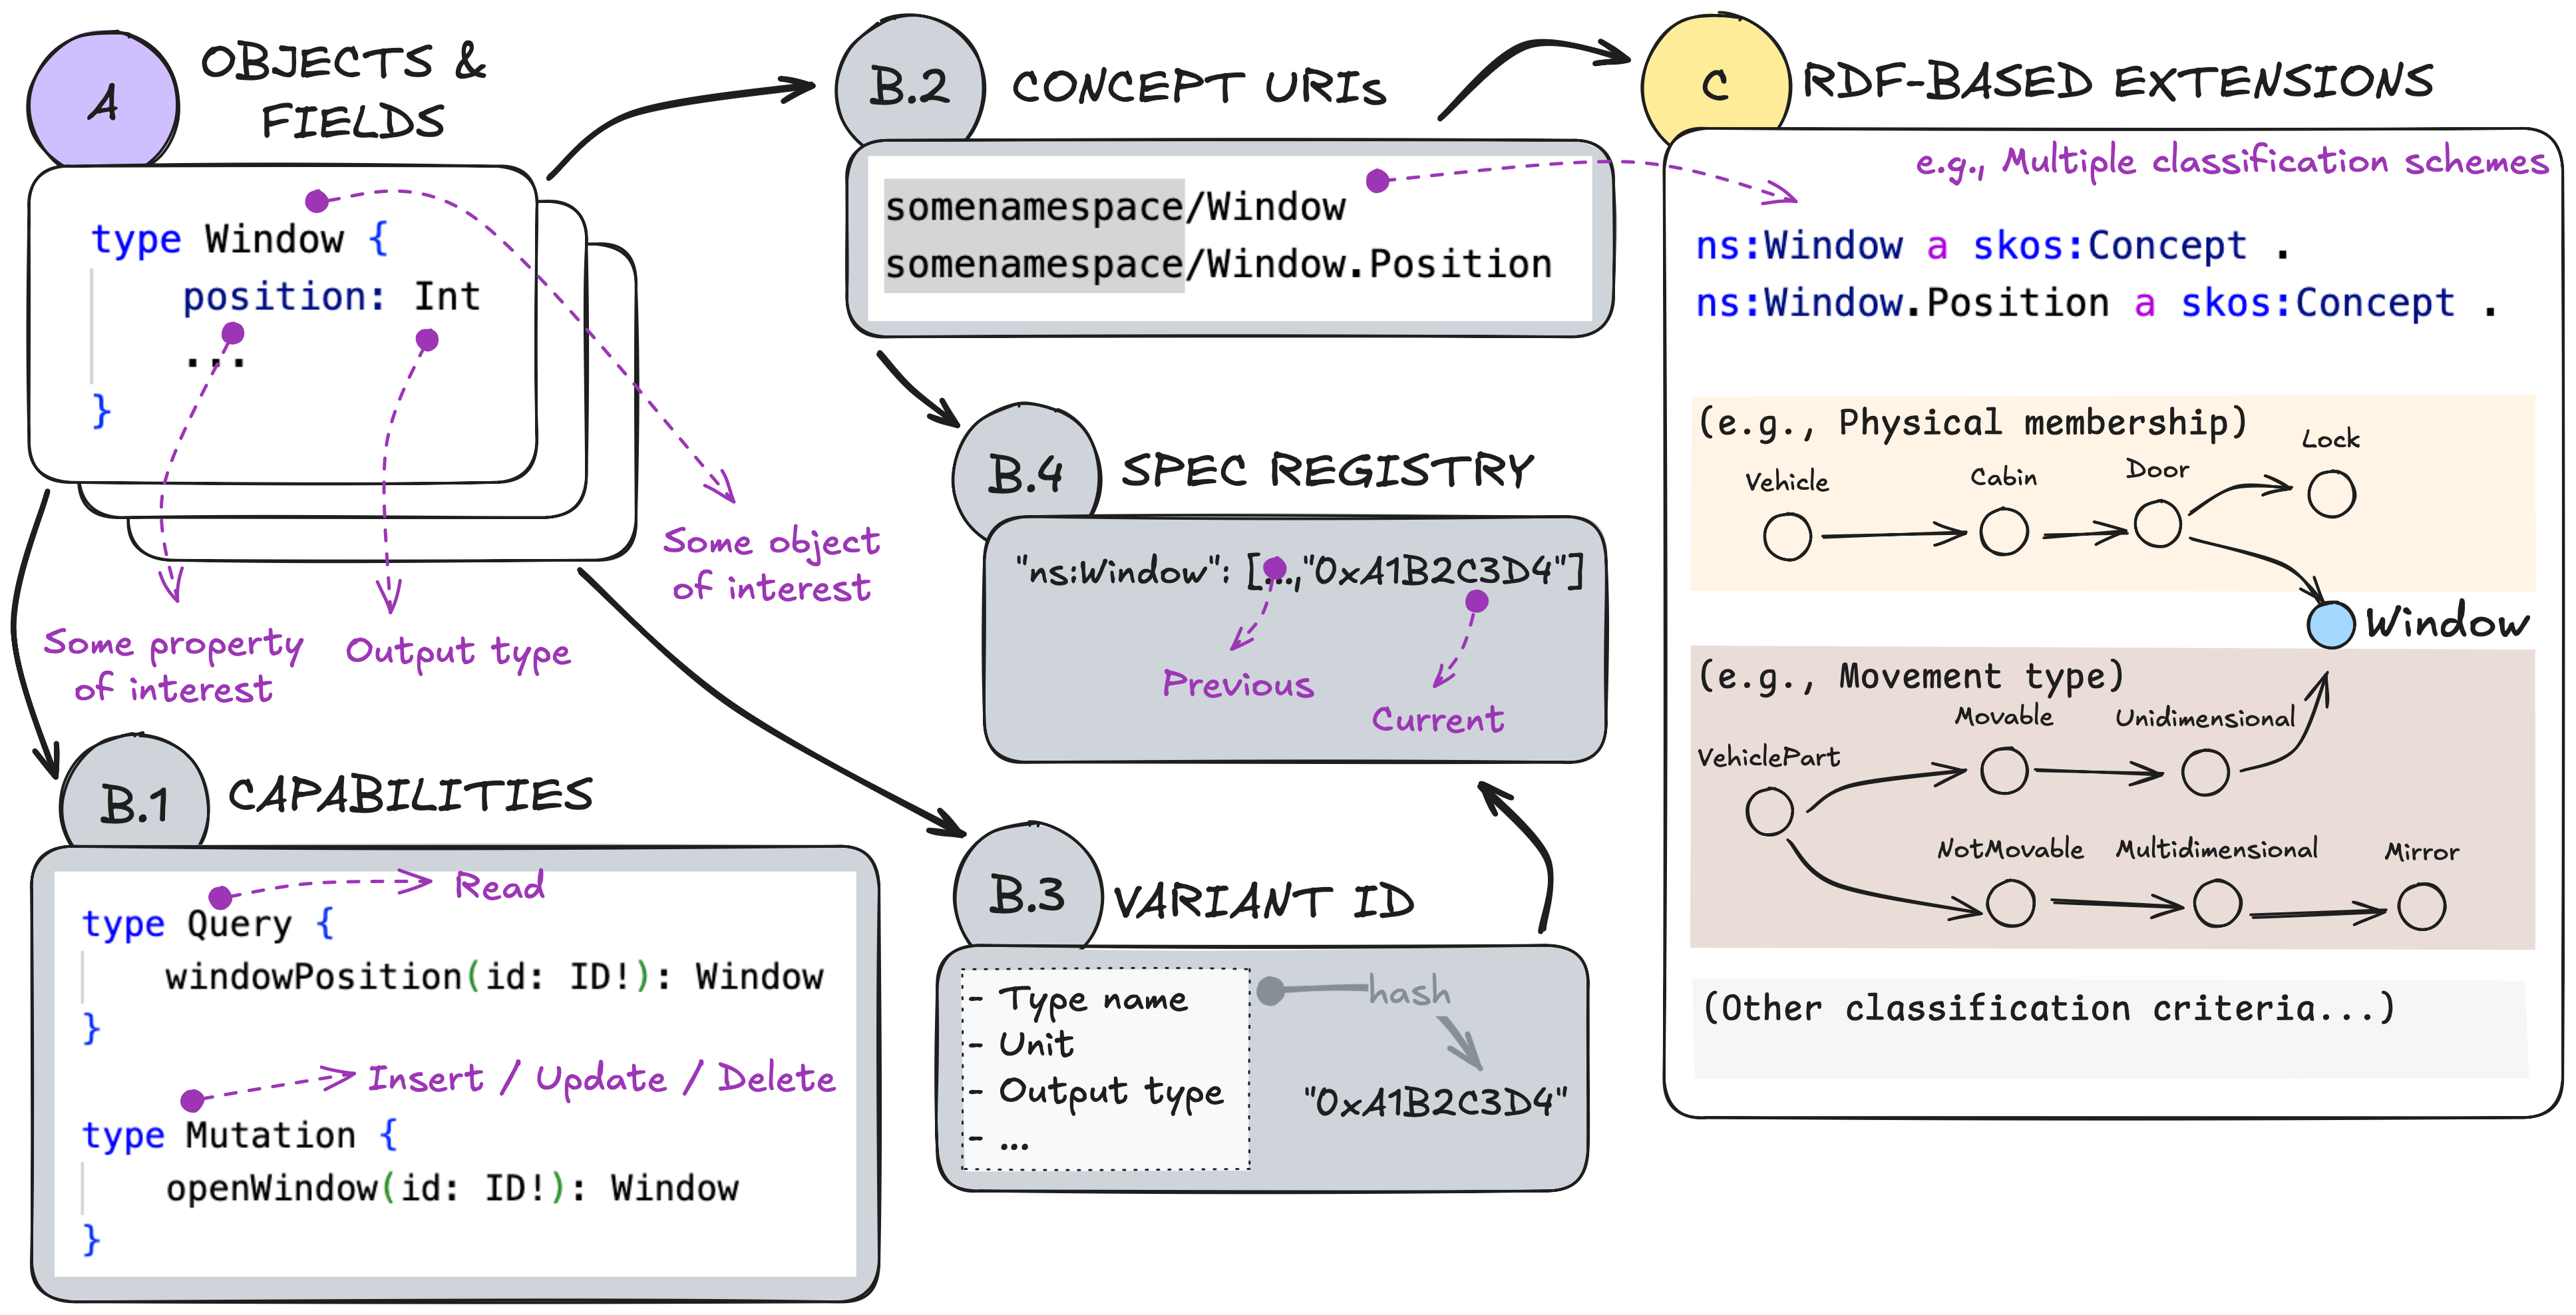 A
OBJECTS &
FIELDS
type Window {
position: Int
...
}
Some object
of interest
Some property
of interest
Output type
B.1
CAPABILITIES
Read
type Query {
windowPosition(id: ID!): Window
}
Insert / Update / Delete
type Mutation {
openWindow(id: ID!): Window
}
B.2
CONCEPT URIs
somenamespace/Window
somenamespace/Window.Position
B.4
SPEC REGISTRY
"ns:Window": [...,"0xA1B2C3D4"]
Previous
Current
B.3
VARIANT ID
- Type name
- Unit
- Output type
- ...
hash
"0xA1B2C3D4"
C
RDF-BASED EXTENSIONS
e.g., Multiple classification schemes
ns:Window a skos:Concept .
ns:Window.Position a skos:Concept .
(e.g., Physical membership)
Vehicle
Cabin
Door
Lock
Window
(e.g., Movement type)
VehiclePart
Movable
Unidimensional
NotMovable
Multidimensional
Mirror
(Other classification criteria...)